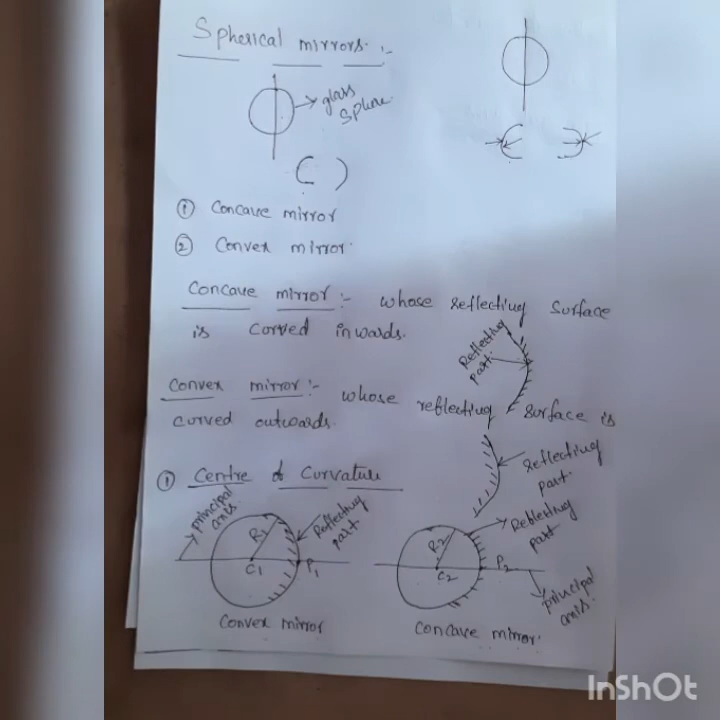 Spherical mirrors :-
glass
sphere.
① Concave mirror
② Convex mirror.
Concave mirror :- whose reflecting surface
is corved inwards.
Reflecting
part.
Convex mirror :- whose reflecting surface is
curved outwards.
reflecting
part.
① Centre of Curvature
principal
axis.
R1
C1
P1
Reflecting
part
Convex mirror
R2
C2
P2
Reflecting
part
principal
axis.
Concave mirror.
InShOt